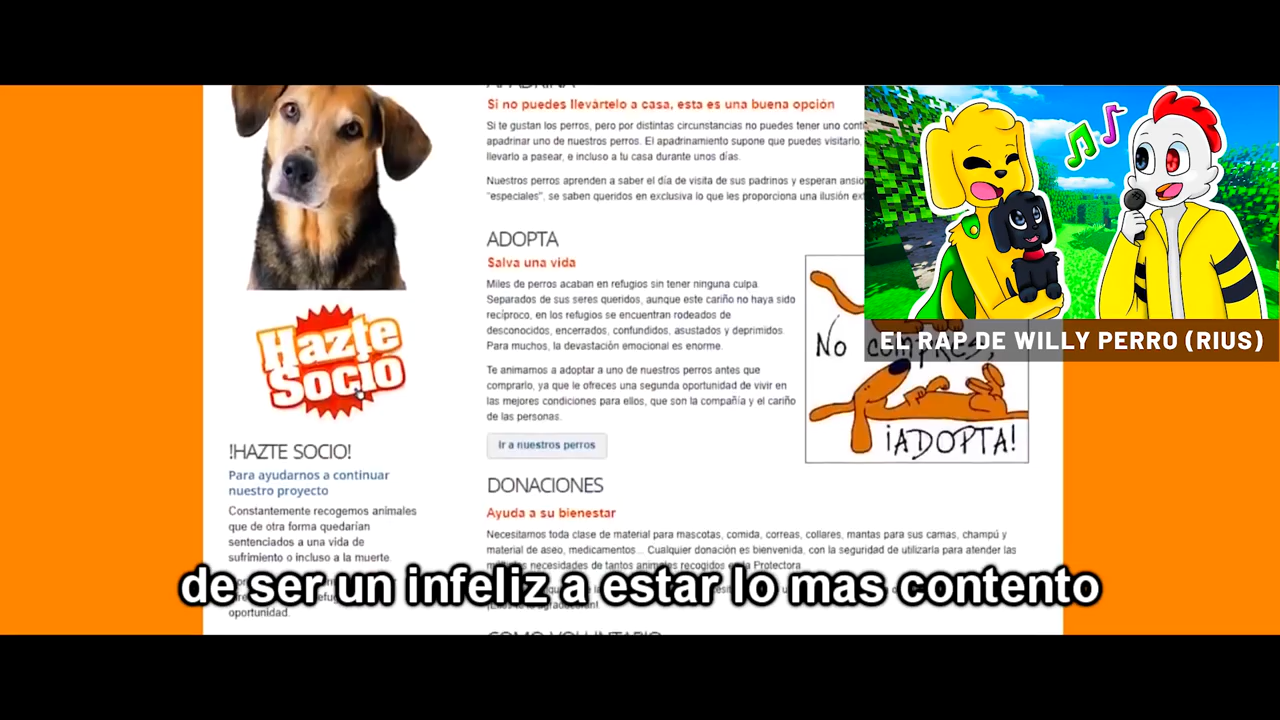 Si no puedes llevártelo a casa, esta es una buena opción
Si te gustan los perros, pero por distintas circunstancias no puedes tener uno
apadrinar uno de nuestros perros. El apadrinamiento supone que puedes visitarlo,
llevarlo a pasear, e incluso a tu casa durante unos días.
Nuestros perros aprenden a saber el día de visita de sus padrinos y esperan
"especiales", se saben queridos en exclusiva lo que les proporciona una ilusión
EL RAP DE WILLY PERRO (RIUS)
ADOPTA
Salva una vida
Miles de perros acaban en refugios sin tener ninguna culpa.
Separados de sus seres queridos, aunque este cariño no haya sido
recíproco, en los refugios se encuentran rodeados de
desconocidos, encerrados, confundidos, asustados y deprimidos.
Para muchos, la devastación emocional es enorme.
Te animamos a adoptar a uno de nuestros perros antes que
comprarlo, ya que le ofreces una segunda oportunidad de vivir en
las mejores condiciones para ellos, que son la compañía y el cariño
de las personas.
Ir a nuestros perros
No COMPRES,
¡ADOPTA!
Hazte
Socio
!HAZTE SOCIO!
Para ayudarnos a continuar
nuestro proyecto
Constantemente recogemos animales
que de otra forma quedarían
sentenciados a una vida de
sufrimiento o incluso a la muerte.
oportunidad.
DONACIONES
Ayuda a su bienestar
Necesitamos toda clase de material para mascotas, comida, correas, collares, mantas para sus camas, champú y
material de aseo, medicamentos... Cualquier donación es bienvenida, con la seguridad de utilizarla para atender las
necesidades de tantos animales recogidos en la Protectora.
de ser un infeliz a estar lo mas contento